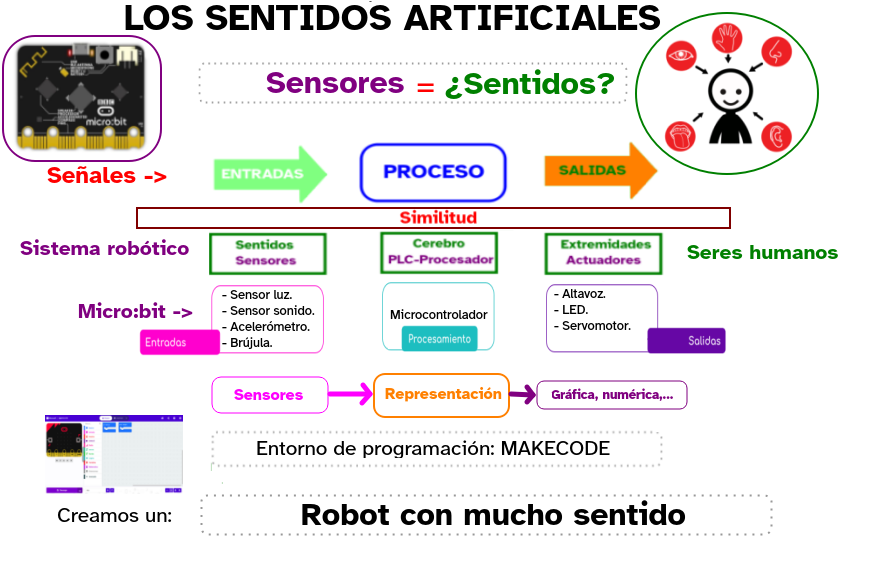 LOS SENTIDOS ARTIFICIALES
Sensores = ¿Sentidos?
BBC
micro:bit
Señales ->
ENTRADAS
PROCESO
SALIDAS
Similitud
Sistema robótico
Sentidos
Sensores
Cerebro
PLC-Procesador
Extremidades
Actuadores
Seres humanos
Micro:bit ->
- Sensor luz.
- Sensor sonido.
- Acelerómetro.
- Brújula.
Entradas
Microcontrolador
Procesamiento
- Altavoz.
- LED.
- Servomotor.
Salidas
Sensores
Representación
Gráfica, numérica,...
Entorno de programación: MAKECODE
Creamos un:
Robot con mucho sentido